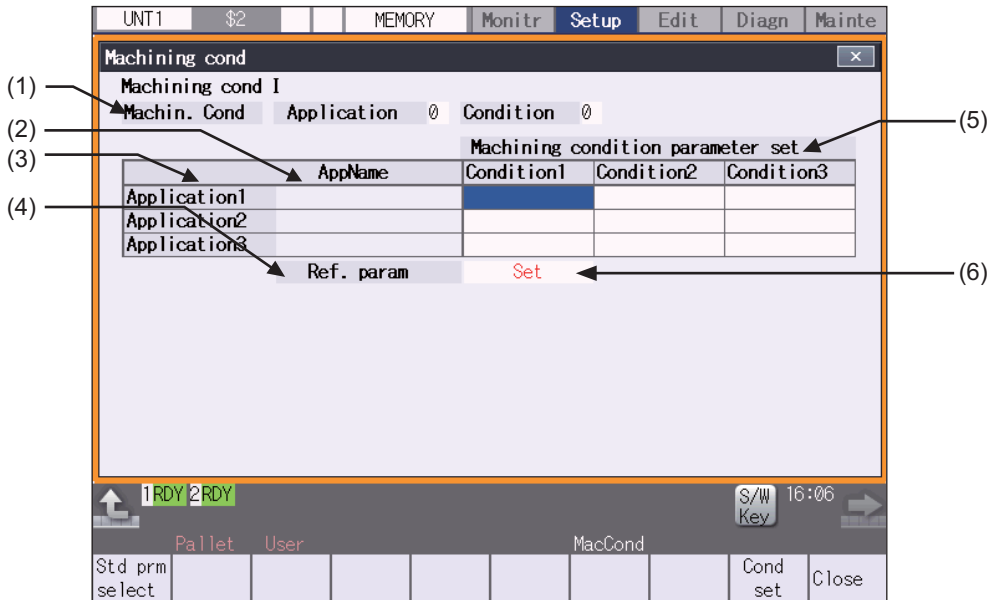 UNT1 $2 MEMORY Monitr Setup Edit Diagn Mainte
Machining cond ×
Machining cond I
(1) Machin. Cond Application 0 Condition 0
(2) Machining condition parameter set (5)
(3) AppName Condition1 Condition2 Condition3
(4) Application1
Application2
Application3
Ref. param Set (6)
1RDY 2RDY S/W Key 16:06
Pallet User MacCond
Std prm select Cond set Close